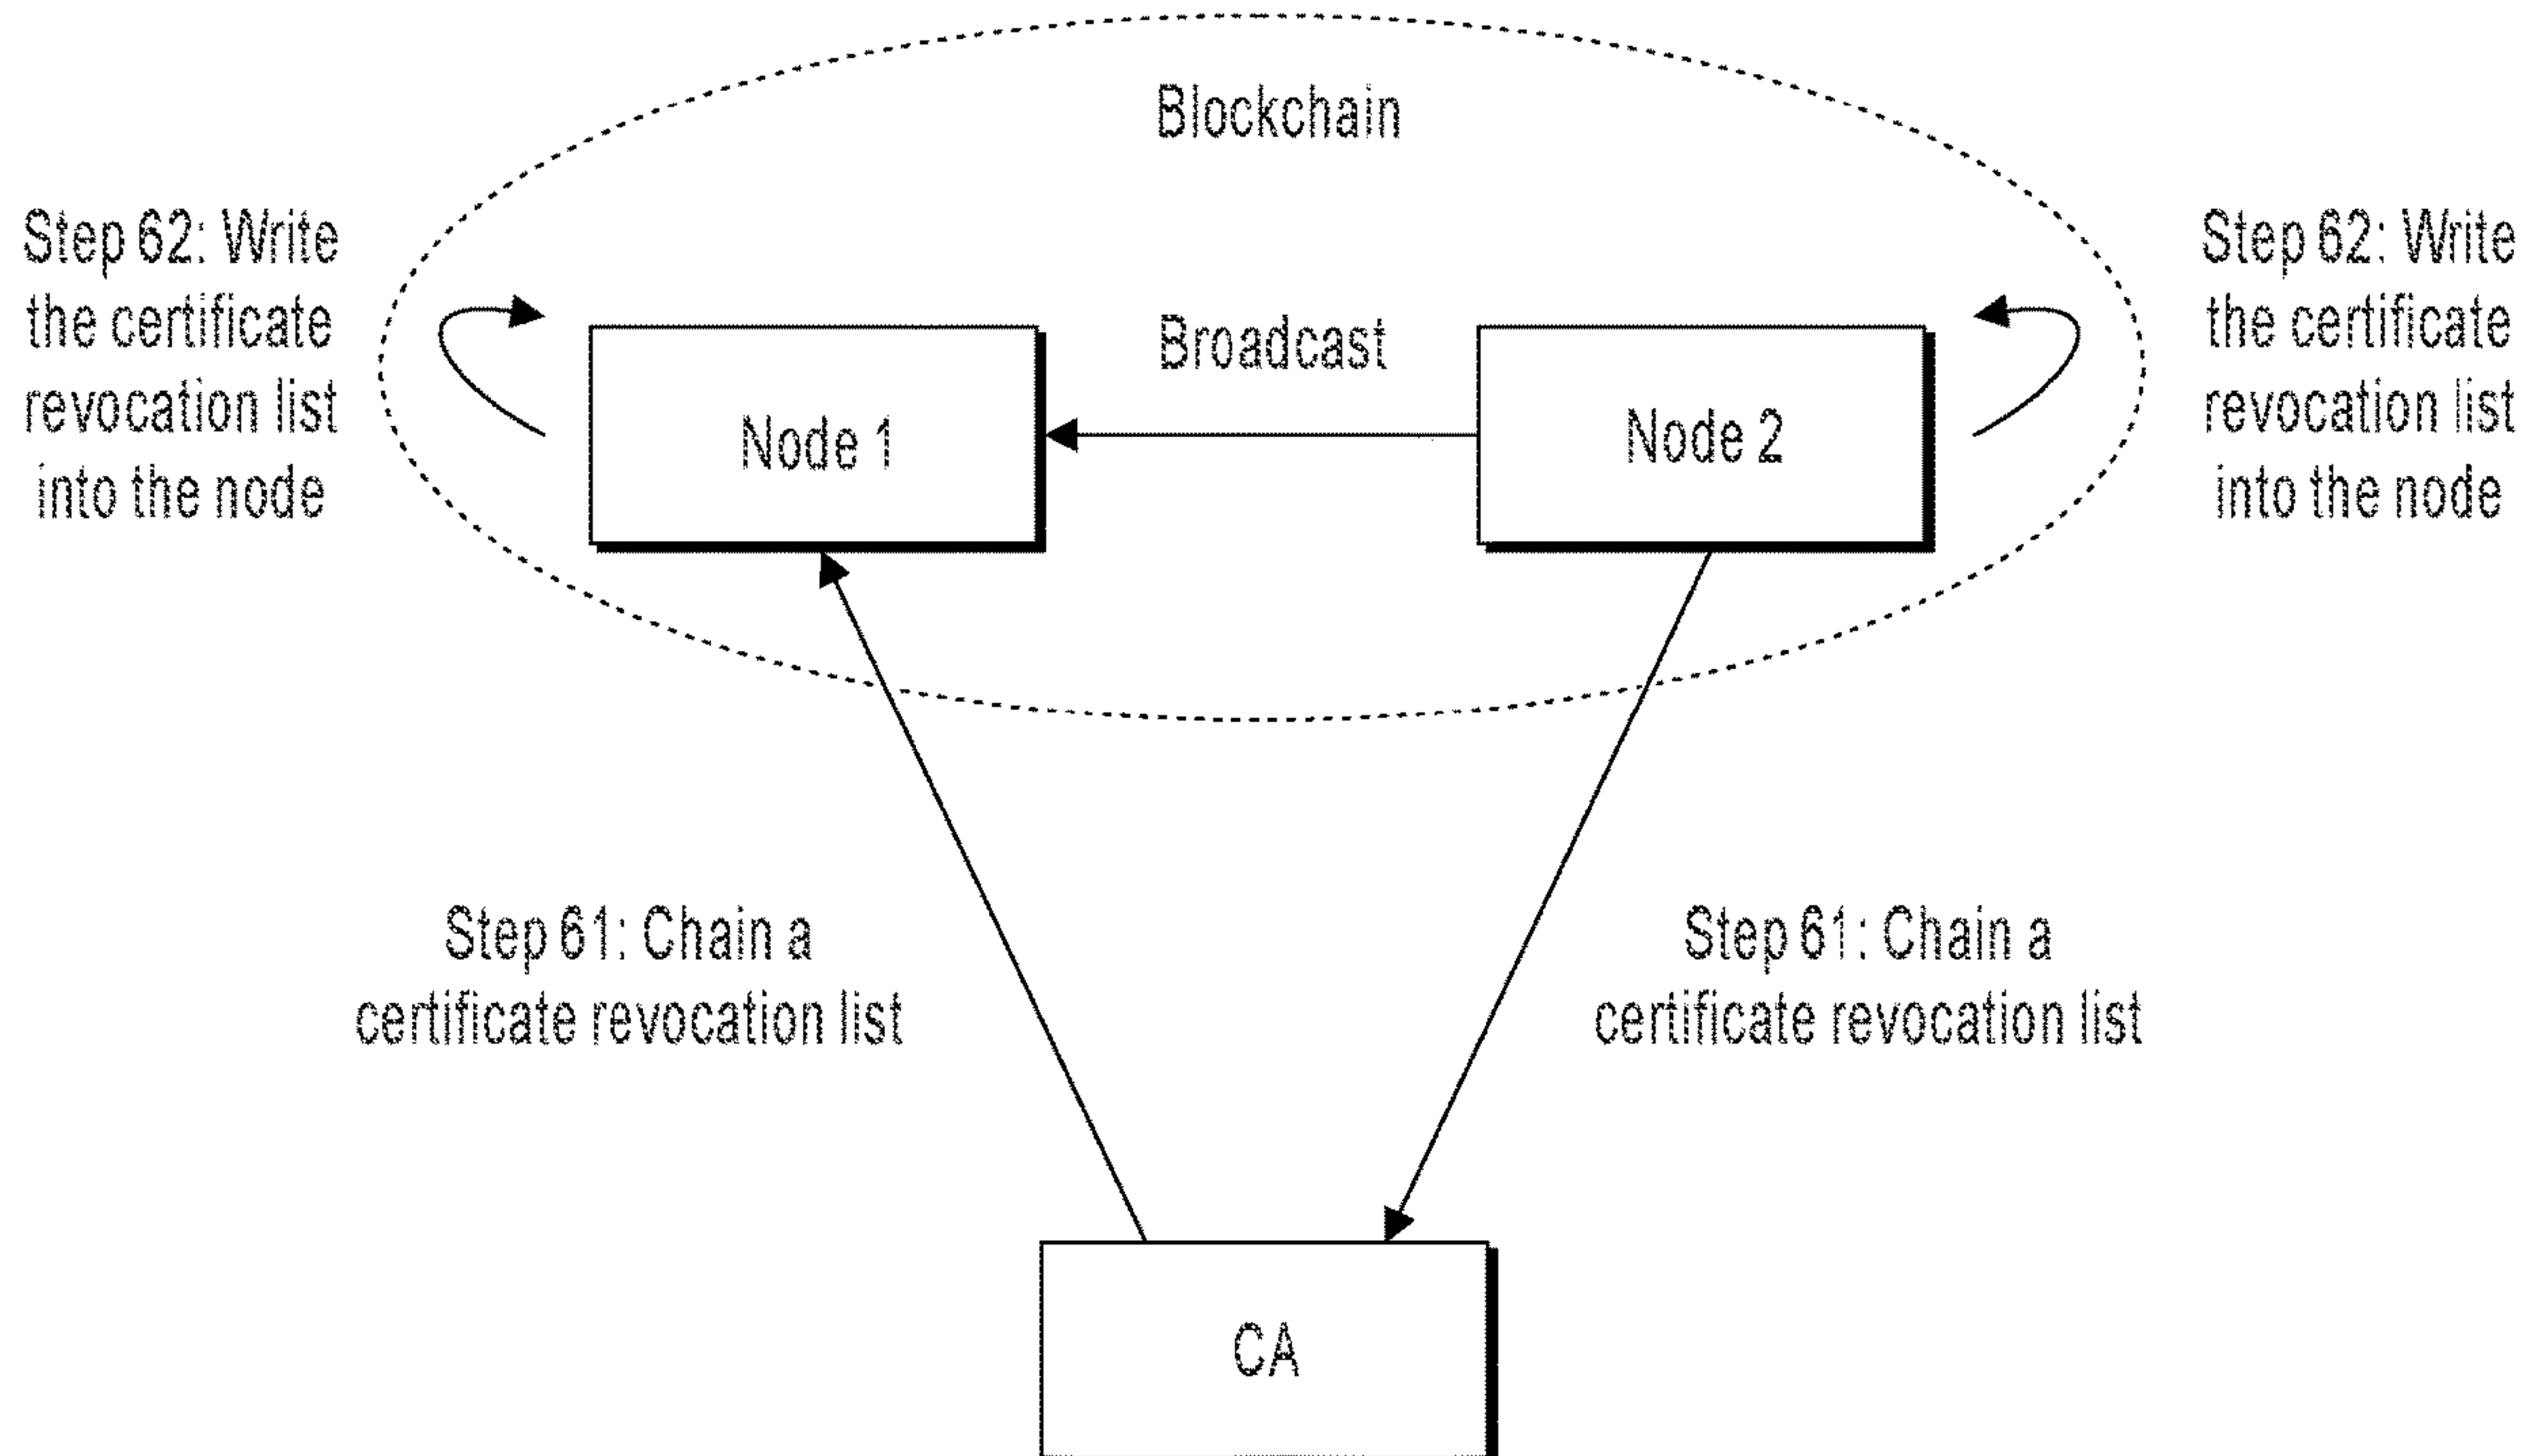 Blockchain
Step 62: Write
the certificate
revocation list
into the node
Broadcast
Node 1
Node 2
Step 62: Write
the certificate
revocation list
into the node
Step 61: Chain a
certificate revocation list
Step 61: Chain a
certificate revocation list
CA